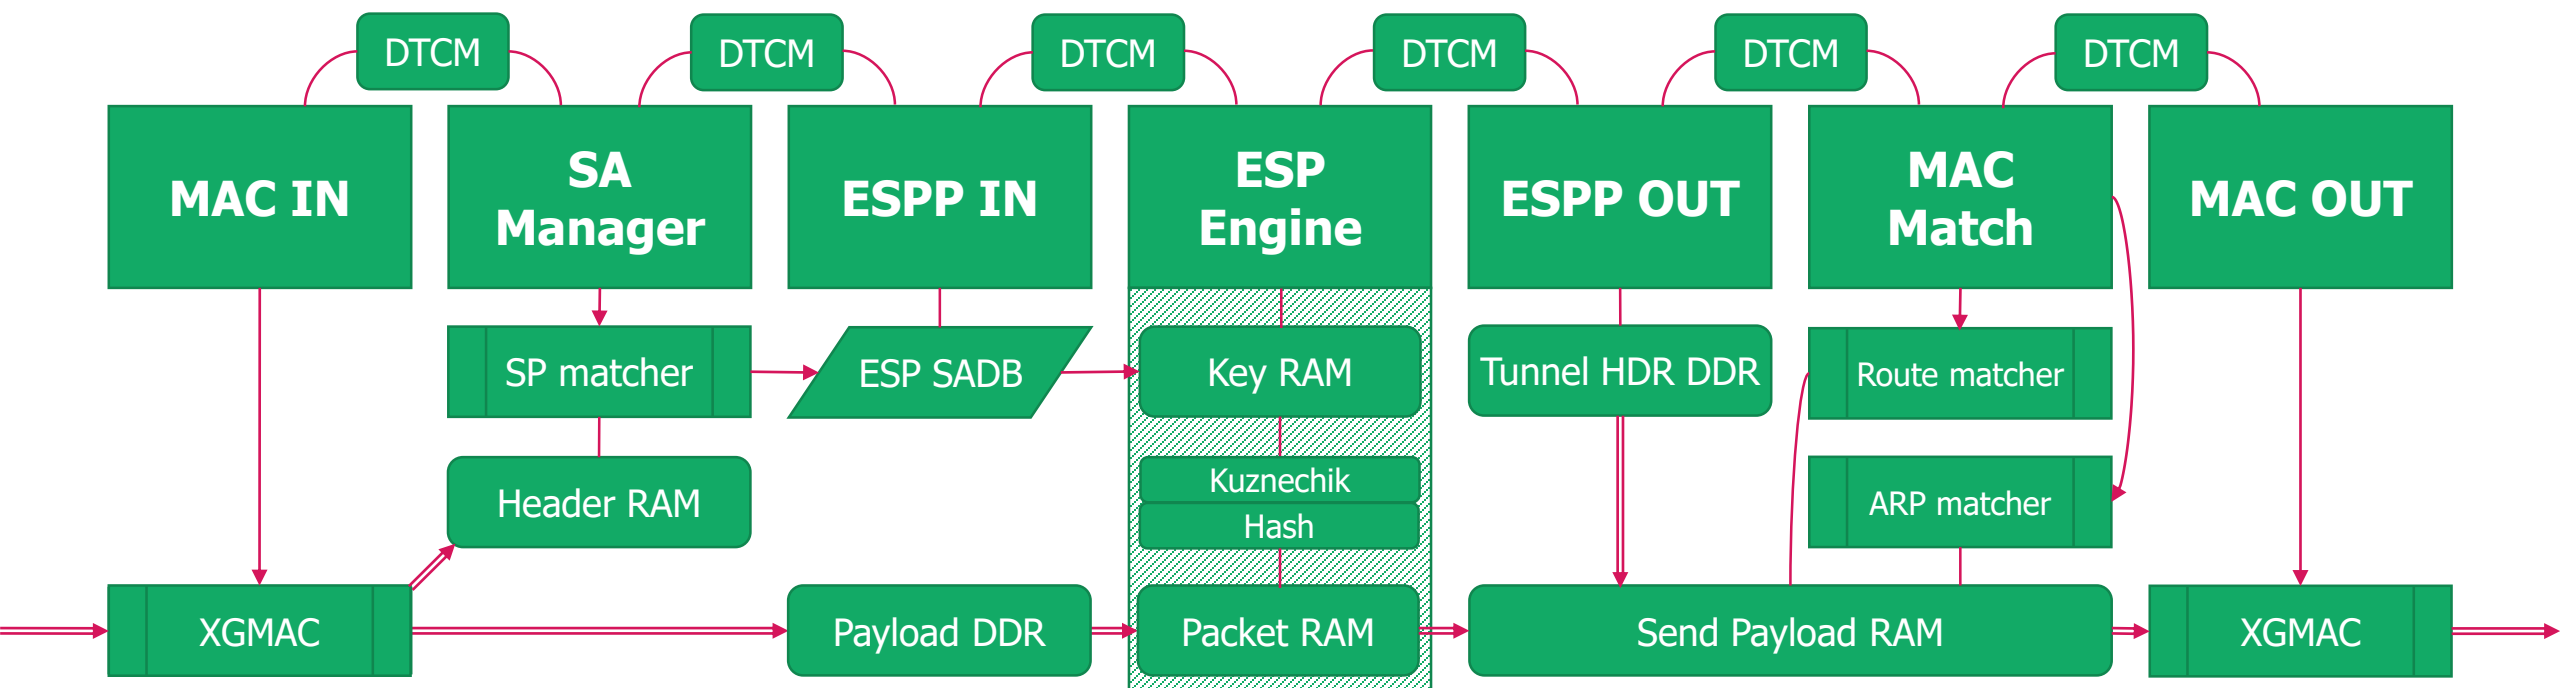 DTCM
DTCM
DTCM
DTCM
DTCM
DTCM
MAC IN
SA
Manager
ESPP IN
ESP
Engine
ESPP OUT
MAC
Match
MAC OUT
SP matcher
ESP SADB
Key RAM
Tunnel HDR DDR
Route matcher
Header RAM
Kuznechik
Hash
ARP matcher
XGMAC
Payload DDR
Packet RAM
Send Payload RAM
XGMAC